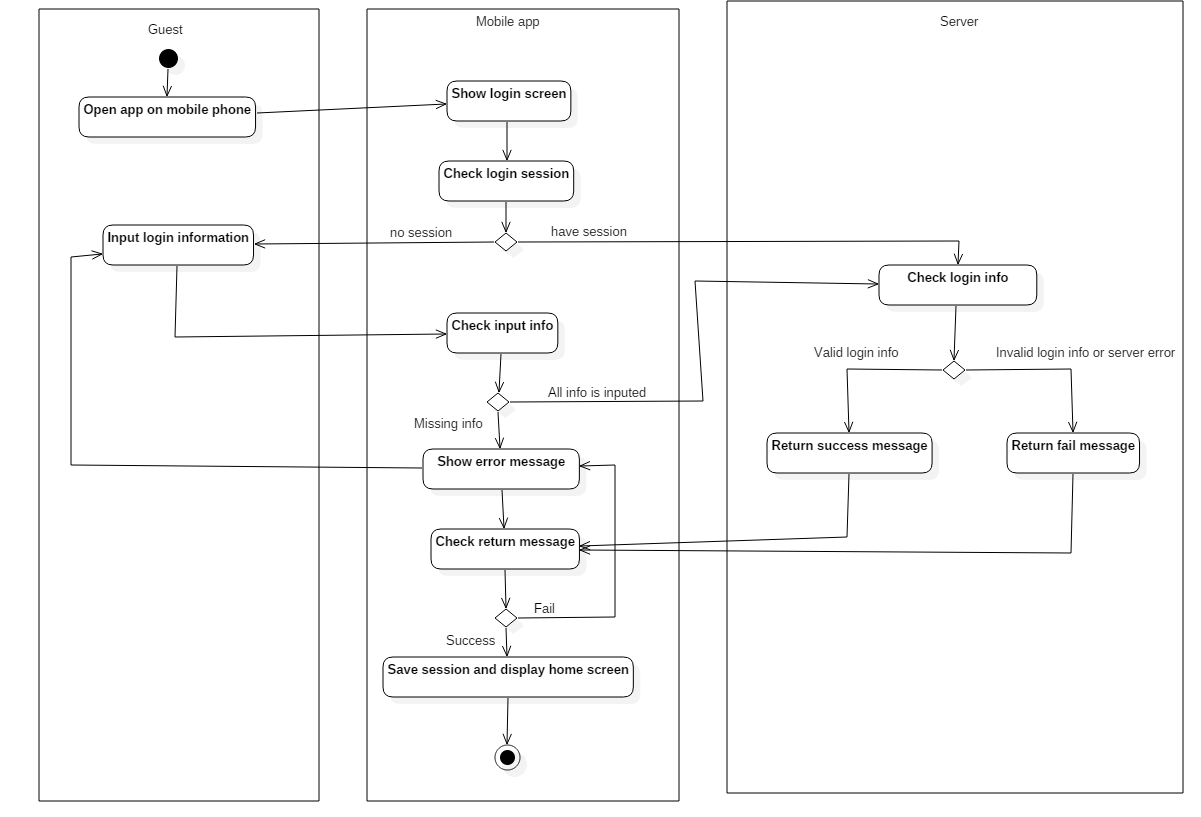 Guest
Mobile app
Server
Open app on mobile phone
Show login screen
Check login session
no session
have session
Input login information
Check login info
Check input info
Valid login info
Invalid login info or server error
All info is inputed
Missing info
Show error message
Return success message
Return fail message
Check return message
Fail
Success
Save session and display home screen